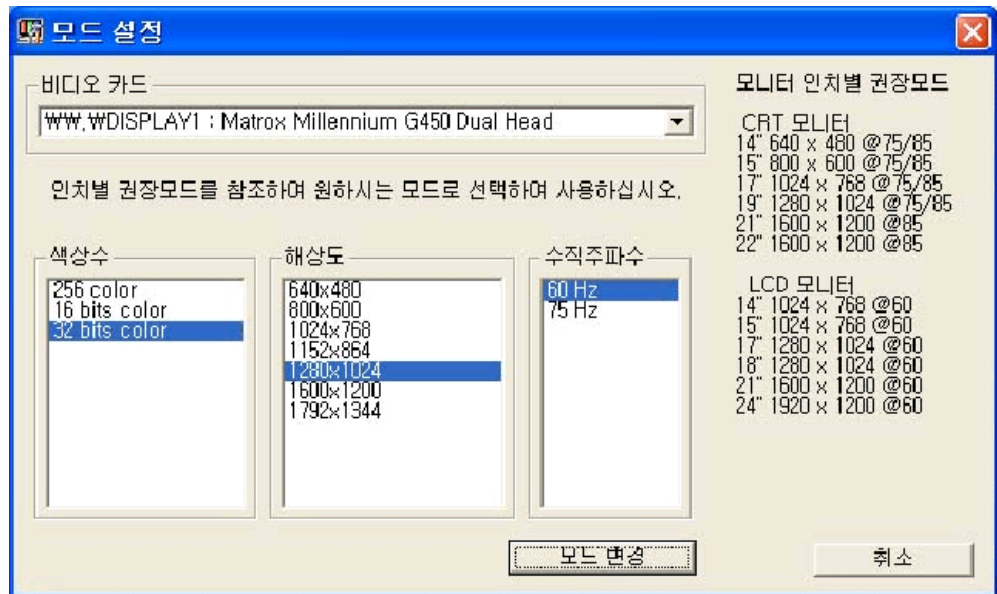 모드 설정
비디오 카드
₩₩.₩DISPLAY1 : Matrox Millennium G450 Dual Head
인치별 권장모드를 참조하여 원하시는 모드로 선택하여 사용하십시오.
색상수
256 color
16 bits color
32 bits color
해상도
640x480
800x600
1024x768
1152x864
1280x1024
1600x1200
1792x1344
수직주파수
60 Hz
75 Hz
모드 변경
모니터 인치별 권장모드
CRT 모니터
14" 640 x 480 @75/85
15" 800 x 600 @75/85
17" 1024 x 768 @75/85
19" 1280 x 1024 @75/85
21" 1600 x 1200 @85
22" 1600 x 1200 @85
LCD 모니터
14" 1024 x 768 @60
15" 1024 x 768 @60
17" 1280 x 1024 @60
18" 1280 x 1024 @60
21" 1600 x 1200 @60
24" 1920 x 1200 @60
취소